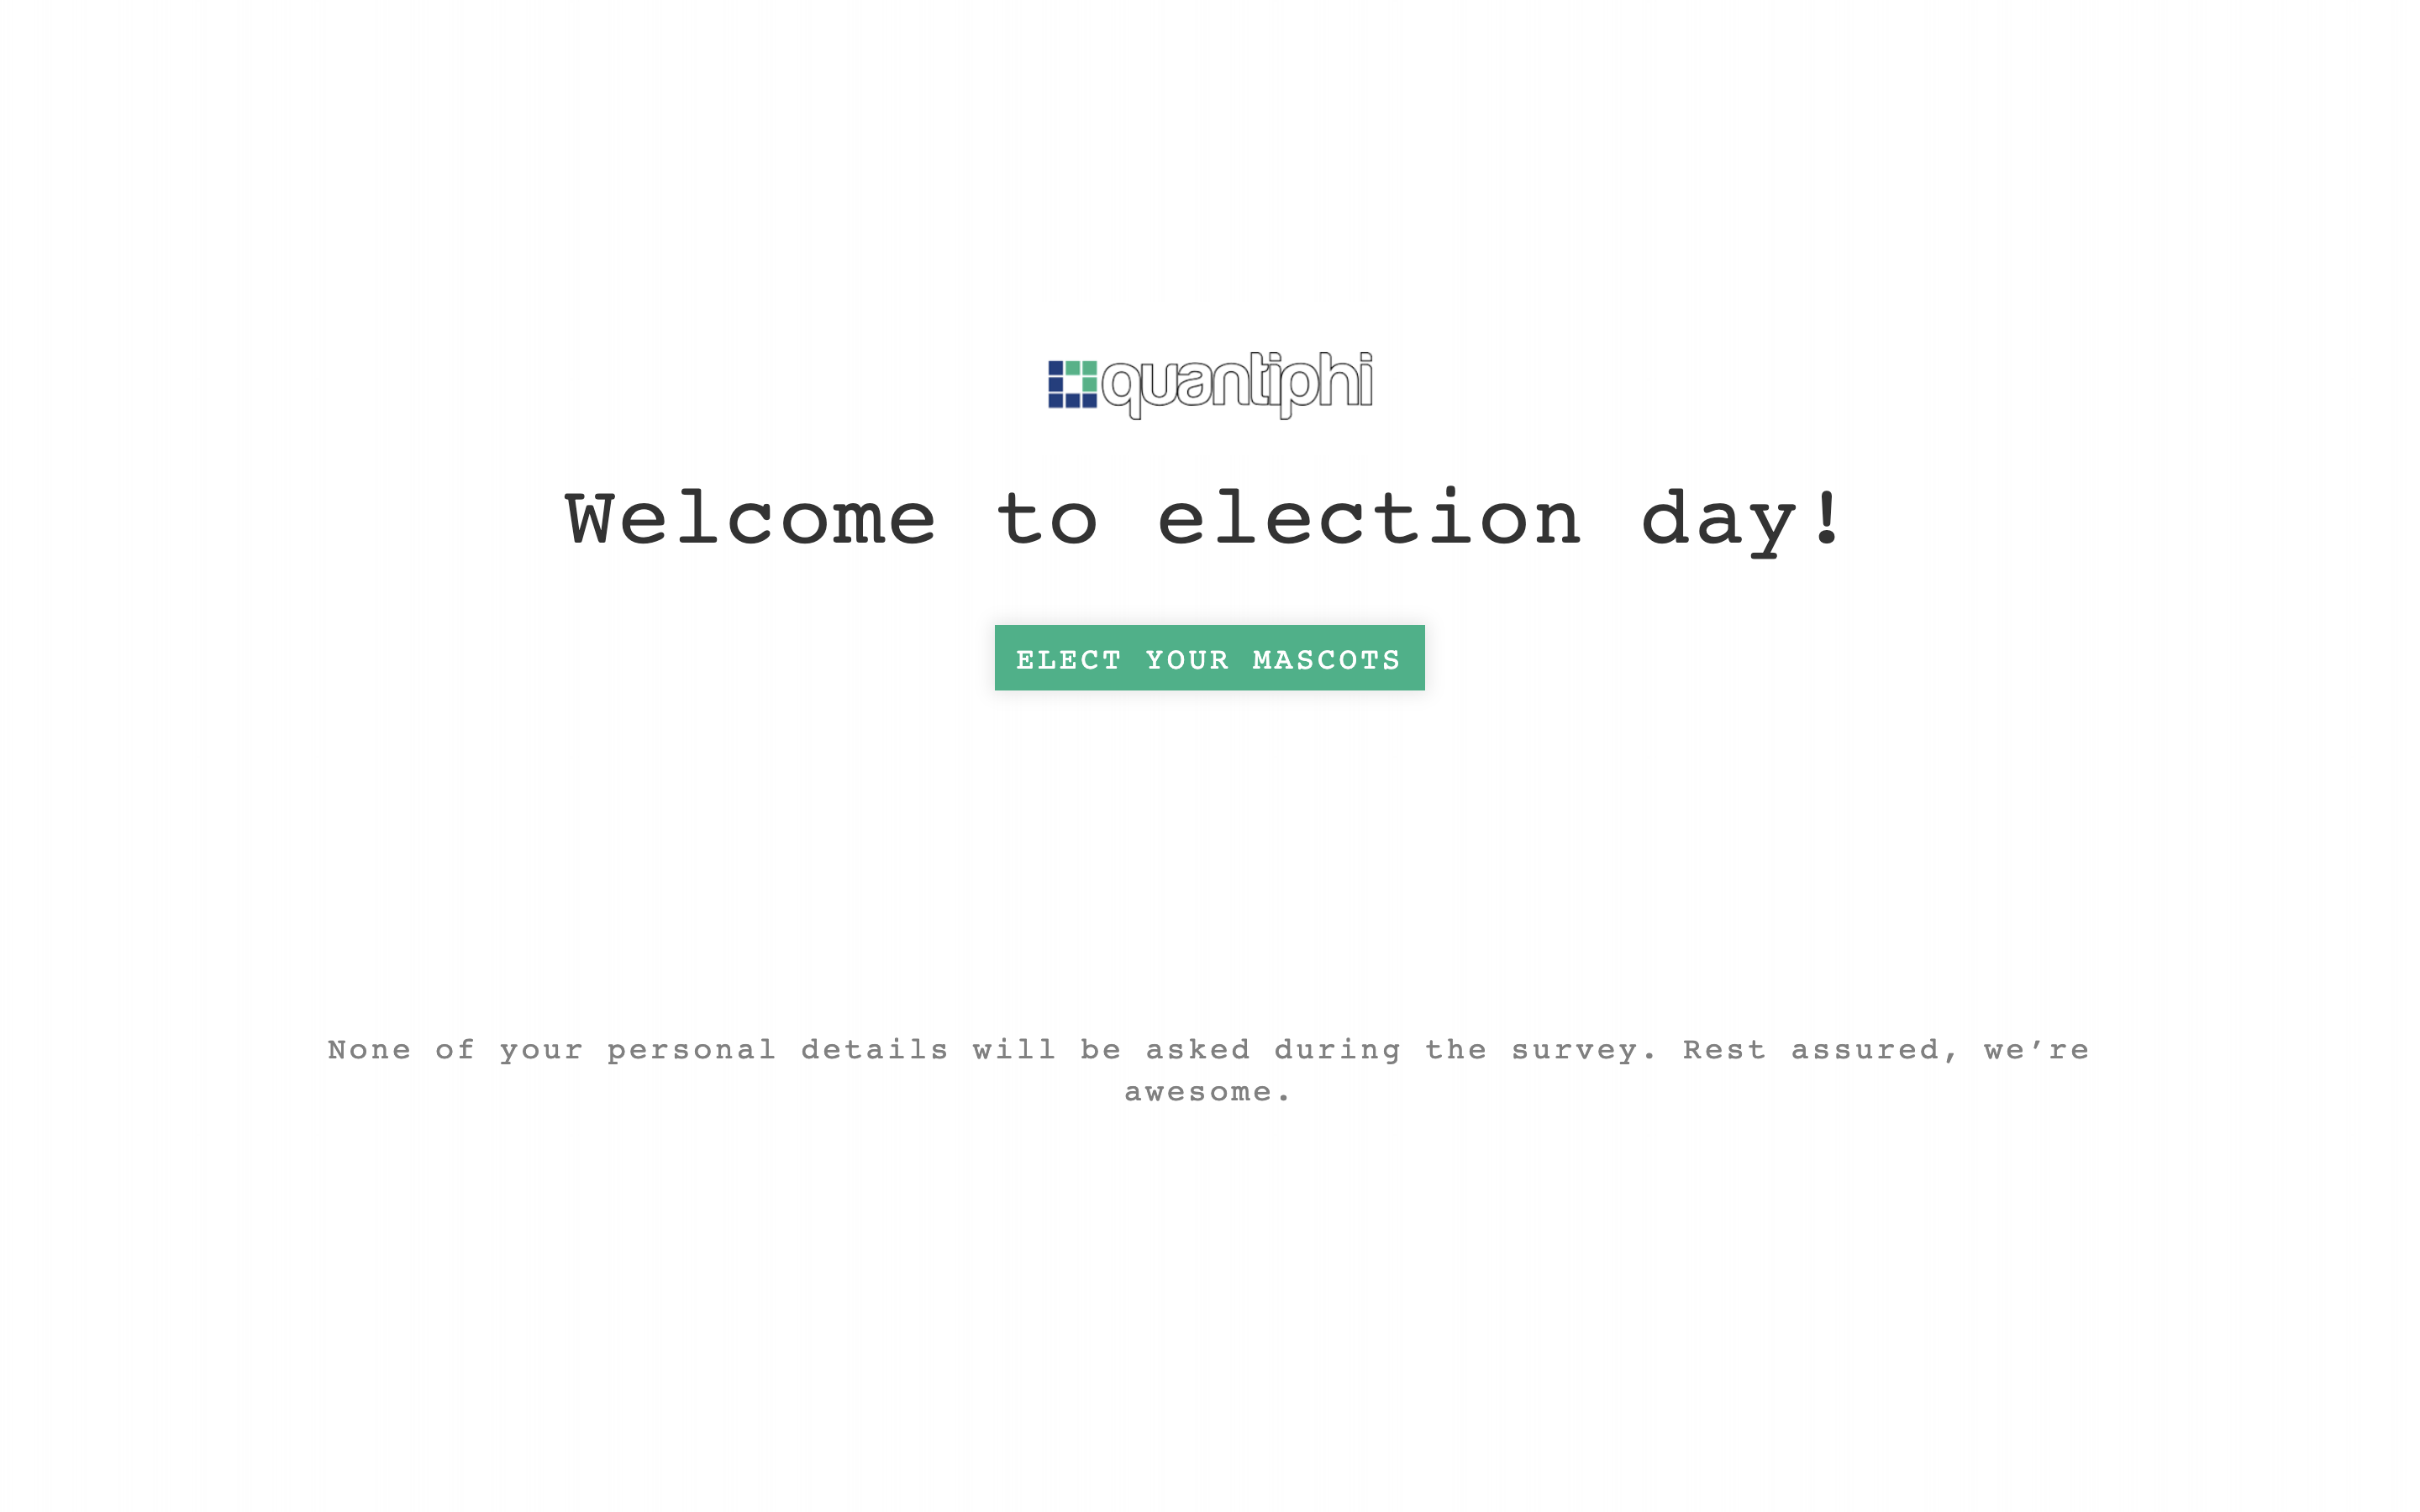 quantiphi
Welcome to election day!
ELECT YOUR MASCOTS
None of your personal details will be asked during the survey. Rest assured, we’re
awesome.